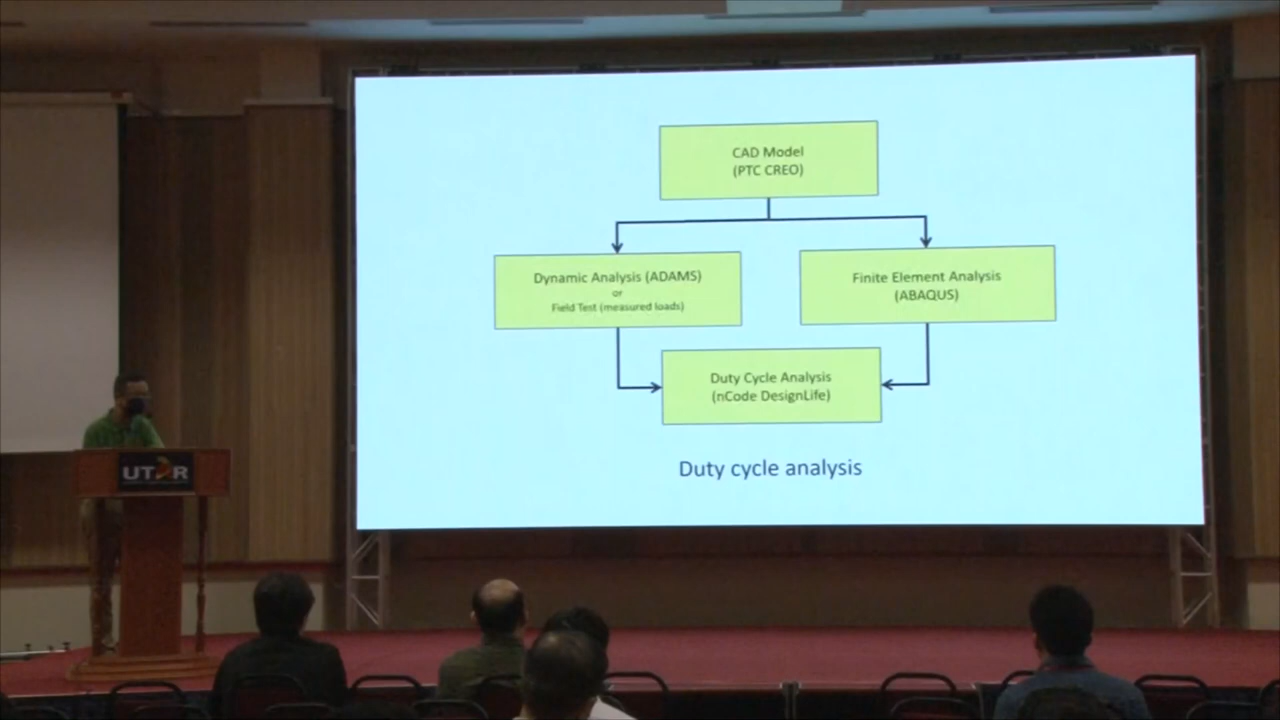 CAD Model
(PTC CREO)
Dynamic Analysis (ADAMS)
or
Field Test (measured loads)
Finite Element Analysis
(ABAQUS)
Duty Cycle Analysis
(nCode DesignLife)
Duty cycle analysis
UTAR